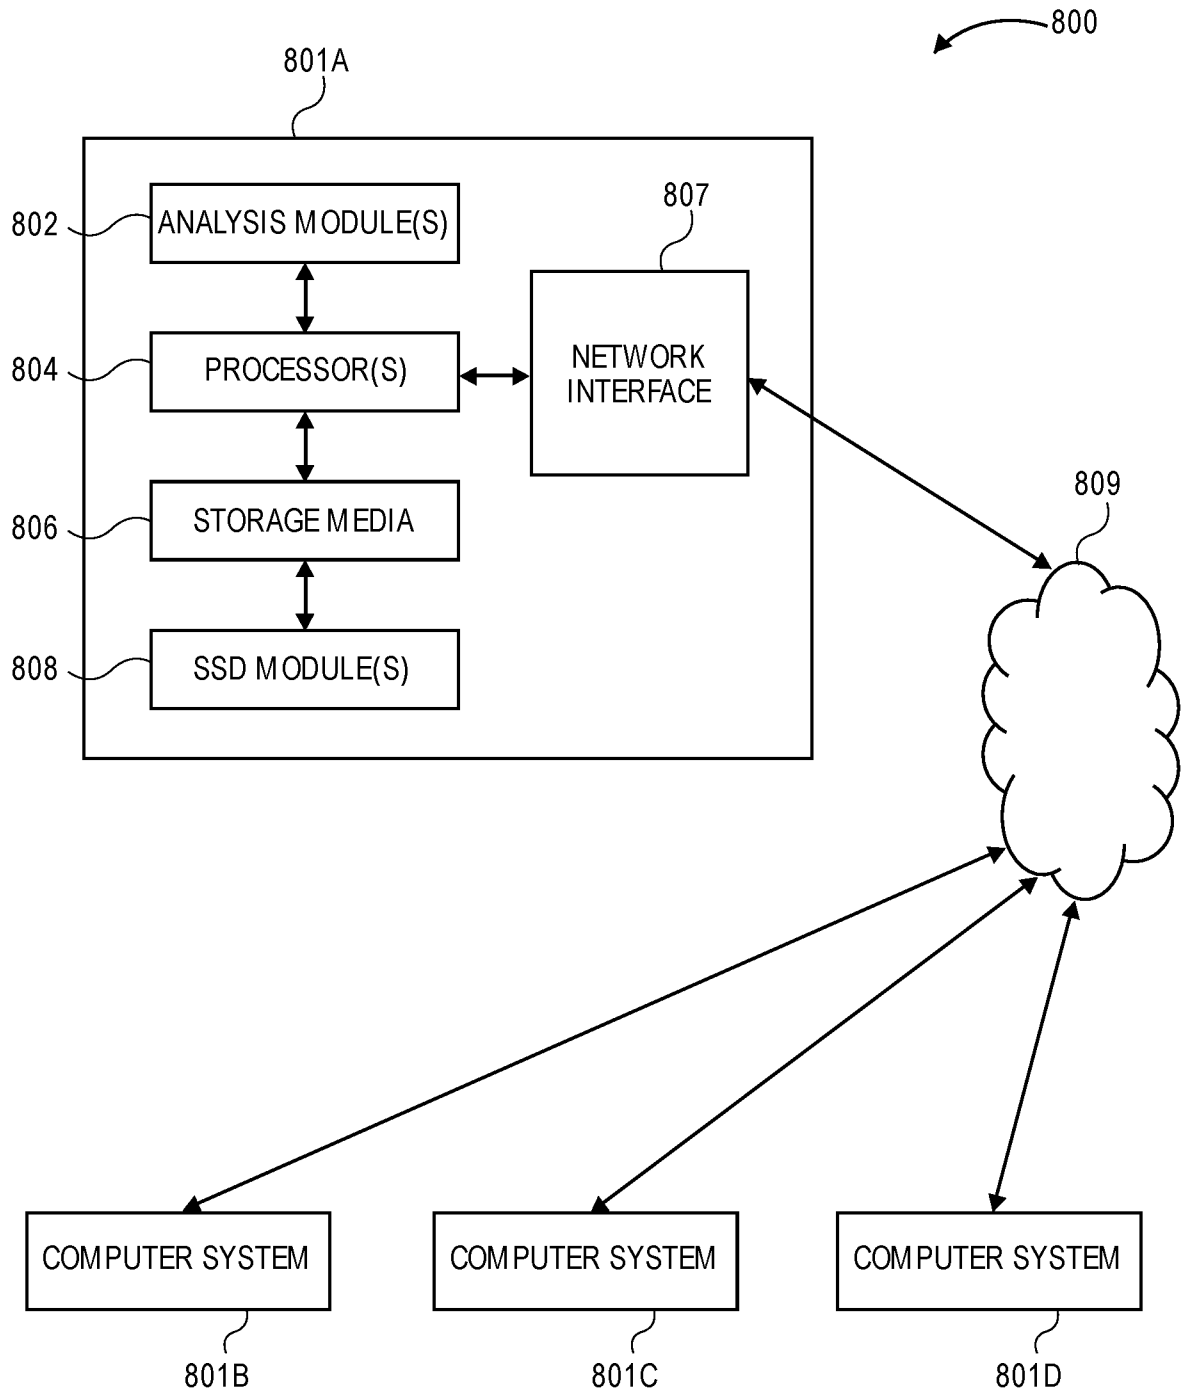 800
801A
802
ANALYSIS MODULE(S)
807
804
PROCESSOR(S)
NETWORK
INTERFACE
809
806
STORAGE MEDIA
808
SSD MODULE(S)
COMPUTER SYSTEM
COMPUTER SYSTEM
COMPUTER SYSTEM
801B
801C
801D